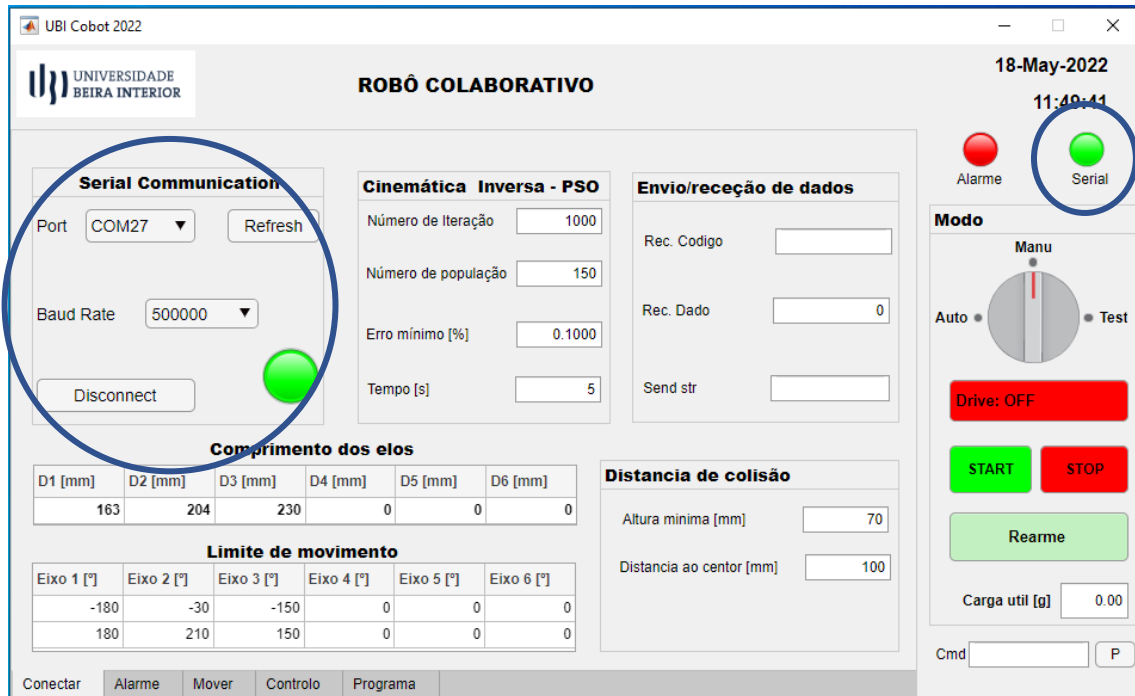 UBI Cobot 2022
UNIVERSIDADE
BEIRA INTERIOR
ROBÔ COLABORATIVO
18-May-2022
11:49:41
Alarme
Serial
Serial Communication
Port
COM27
Refresh
Baud Rate
500000
Disconnect
Cinemática Inversa - PSO
Número de Iteração
1000
Número de população
150
Erro mínimo [%]
0.1000
Tempo [s]
5
Envio/receção de dados
Rec. Codigo
Rec. Dado
0
Send str
Modo
Manu
Auto
Test
Drive: OFF
START
STOP
Rearme
Carga util [g]
0.00
Cmd
P
Comprimento dos elos
D1 [mm] D2 [mm] D3 [mm] D4 [mm] D5 [mm] D6 [mm]
163 204 230 0 0 0
Limite de movimento
Eixo 1 [º] Eixo 2 [º] Eixo 3 [º] Eixo 4 [º] Eixo 5 [º] Eixo 6 [º]
-180 -30 -150 0 0 0
180 210 150 0 0 0
Distancia de colisão
Altura minima [mm]
70
Distancia ao centor [mm]
100
Conectar Alarme Mover Controlo Programa